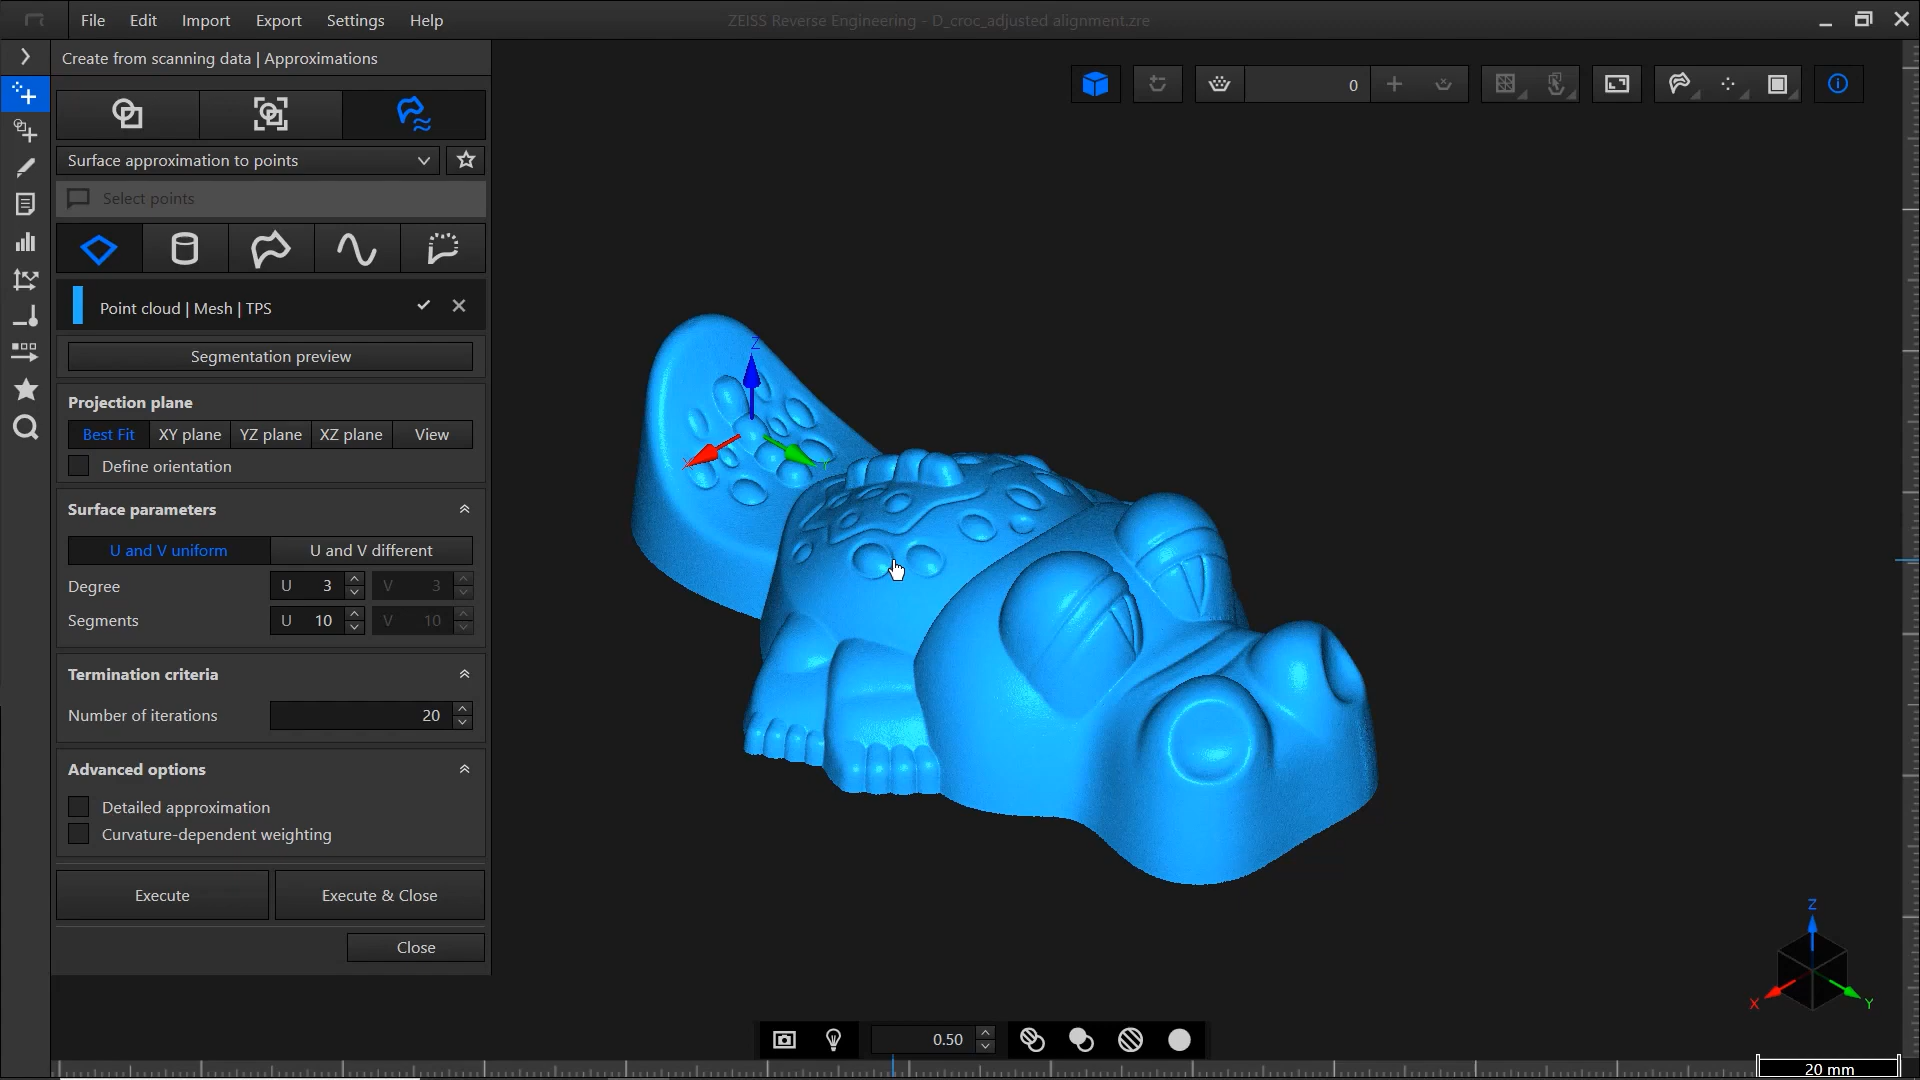 File Edit Import Export Settings Help
ZEISS Reverse Engineering - D_croc_adjusted alignment.zre
Create from scanning data | Approximations
0
Surface approximation to points
Select points
Point cloud | Mesh | TPS
Segmentation preview
Projection plane
Best Fit XY plane YZ plane XZ plane View
Define orientation
Surface parameters
U and V uniform U and V different
Degree U 3 V 3
Segments U 10 V 10
Termination criteria
Number of iterations 20
Advanced options
Detailed approximation
Curvature-dependent weighting
Execute Execute & Close
Close
Z
X
Y
Z
X
Y
0.50
20 mm